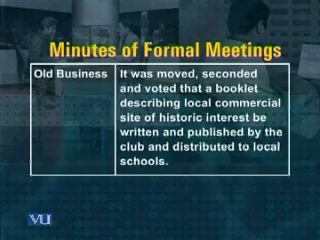 Minutes of Formal Meetings
Old Business
It was moved, seconded
and voted that a booklet
describing local commercial
site of historic interest be
written and published by the
club and distributed to local
schools.
VU